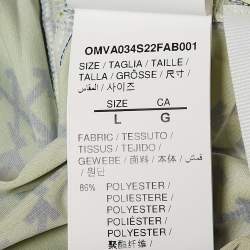 OMVA034S22FAB001
SIZE / TAGLIA / TAILLE /
TALLA / GRÖSSE / 尺寸 /
サイズ / المقاس /
SIZE CA
L G
FABRIC / TESSUTO /
TISSUS / TEJIDO /
GEWEBE / 面料 / 本体 / قماش /
/ 원단
86% POLYESTER /
POLIESTERE /
POLYESTER /
POLIÉSTER /
POLYESTER /
聚酯纤维 /